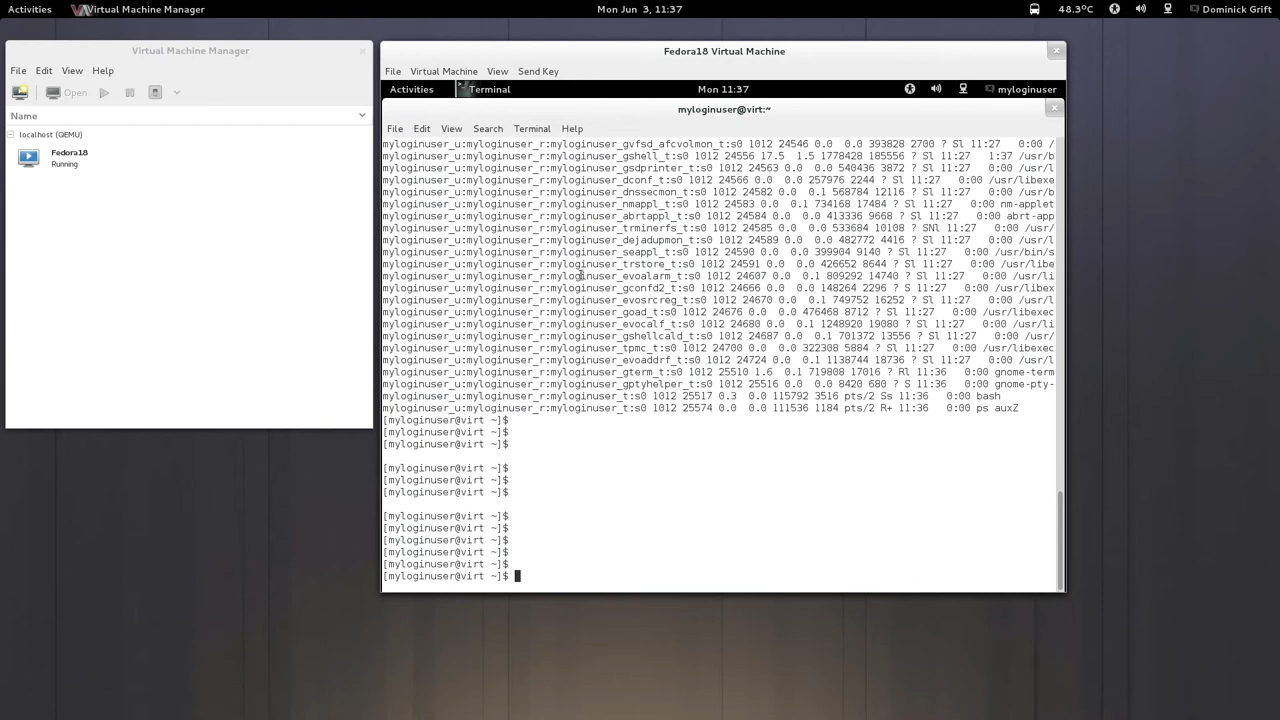 Activities Virtual Machine Manager Mon Jun 3, 11:37 48.3°C Dominick Grift
Virtual Machine Manager
File Edit View Help
Open
Name
localhost (QEMU)
Fedora18
Running
Fedora18 Virtual Machine
File Virtual Machine View Send Key
Activities Terminal Mon 11:37 myloginuser
myloginuser@virt:~
File Edit View Search Terminal Help
myloginuser_u:myloginuser_r:myloginuser_gvfsd_afcvolmon_t:s0 1012 24546 0.0  0.0 393828 2700 ? Sl 11:27   0:00 /
myloginuser_u:myloginuser_r:myloginuser_gshell_t:s0 1012 24556 17.5  1.5 1778428 185556 ? Sl 11:27   1:37 /usr/b
myloginuser_u:myloginuser_r:myloginuser_gsdprinter_t:s0 1012 24563 0.0  0.0 540436 3872 ? Sl 11:27   0:00 /usr/l
myloginuser_u:myloginuser_r:myloginuser_dconf_t:s0 1012 24566 0.0  0.0 257976 2244 ? Sl 11:27   0:00 /usr/libexe
myloginuser_u:myloginuser_r:myloginuser_dnssecmon_t:s0 1012 24582 0.0  0.1 568784 12116 ? Sl 11:27   0:00 /usr/l
myloginuser_u:myloginuser_r:myloginuser_nmappl_t:s0 1012 24583 0.0  0.1 734168 17484 ? Sl 11:27   0:00 nm-applet
myloginuser_u:myloginuser_r:myloginuser_abrtappl_t:s0 1012 24584 0.0  0.0 413336 9668 ? Sl 11:27   0:00 abrt-app
myloginuser_u:myloginuser_r:myloginuser_trminerfs_t:s0 1012 24585 0.0  0.0 533684 10108 ? SNl 11:27   0:00 /usr/
myloginuser_u:myloginuser_r:myloginuser_dejadupmon_t:s0 1012 24589 0.0  0.0 482772 4416 ? Sl 11:27   0:00 /usr/l
myloginuser_u:myloginuser_r:myloginuser_seappl_t:s0 1012 24590 0.0  0.0 399904 9140 ? Sl 11:27   0:00 /usr/bin/s
myloginuser_u:myloginuser_r:myloginuser_trstore_t:s0 1012 24591 0.0  0.0 426652 8644 ? Sl 11:27   0:00 /usr/libe
myloginuser_u:myloginuser_r:myloginuser_evoalarm_t:s0 1012 24607 0.0  0.1 809292 14740 ? Sl 11:27   0:00 /usr/li
myloginuser_u:myloginuser_r:myloginuser_gconfd2_t:s0 1012 24666 0.0  0.0 148264 2296 ? S 11:27   0:00 /usr/libex
myloginuser_u:myloginuser_r:myloginuser_evosrcreg_t:s0 1012 24670 0.0  0.1 749752 16252 ? Sl 11:27   0:00 /usr/l
myloginuser_u:myloginuser_r:myloginuser_goad_t:s0 1012 24676 0.0  0.0 476468 8712 ? Sl 11:27   0:00 /usr/libexec
myloginuser_u:myloginuser_r:myloginuser_evocalf_t:s0 1012 24680 0.0  0.1 1248920 19080 ? Sl 11:27   0:00 /usr/li
myloginuser_u:myloginuser_r:myloginuser_gshellcald_t:s0 1012 24687 0.0  0.1 701372 13556 ? Sl 11:27   0:00 /usr/
myloginuser_u:myloginuser_r:myloginuser_tpmc_t:s0 1012 24700 0.0  0.0 322308 5884 ? Sl 11:27   0:00 /usr/libexec
myloginuser_u:myloginuser_r:myloginuser_evoaddrf_t:s0 1012 24724 0.0  0.1 1138744 18736 ? Sl 11:27   0:00 /usr/l
myloginuser_u:myloginuser_r:myloginuser_gterm_t:s0 1012 25510 1.6  0.1 719808 17016 ? Rl 11:36   0:00 gnome-term
myloginuser_u:myloginuser_r:myloginuser_gptyhelper_t:s0 1012 25516 0.0  0.0 8420 680 ? S 11:36   0:00 gnome-pty-
myloginuser_u:myloginuser_r:myloginuser_t:s0 1012 25517 0.3  0.0 115792 3516 pts/2 Ss 11:36   0:00 bash
myloginuser_u:myloginuser_r:myloginuser_t:s0 1012 25574 0.0  0.0 111536 1184 pts/2 R+ 11:36   0:00 ps auxZ
[myloginuser@virt ~]$
[myloginuser@virt ~]$
[myloginuser@virt ~]$
[myloginuser@virt ~]$
[myloginuser@virt ~]$
[myloginuser@virt ~]$
[myloginuser@virt ~]$
[myloginuser@virt ~]$
[myloginuser@virt ~]$
[myloginuser@virt ~]$
[myloginuser@virt ~]$
[myloginuser@virt ~]$